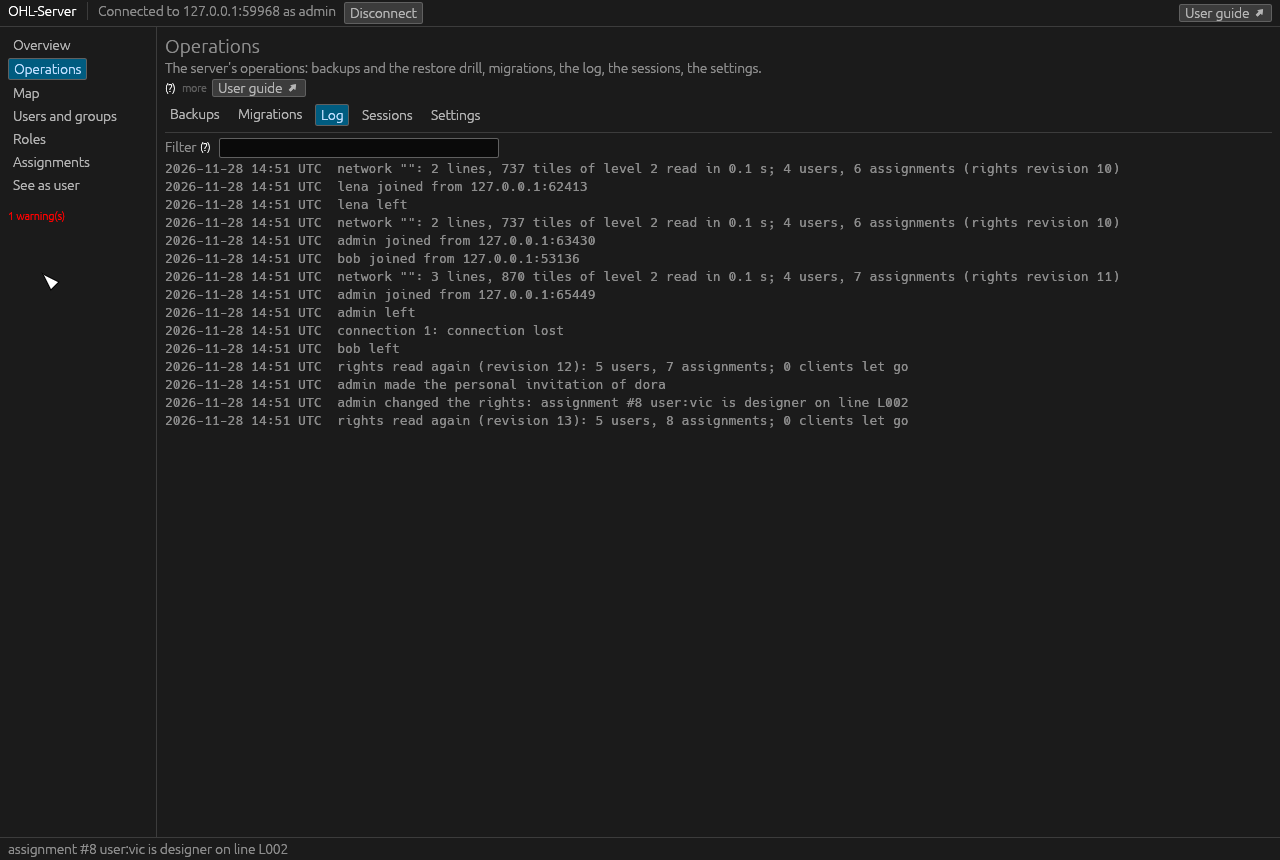 OHL-Server Connected to 127.0.0.1:59968 as admin Disconnect User guide
Overview
Operations
Map
Users and groups
Roles
Assignments
See as user
1 warning(s)
Operations
The server's operations: backups and the restore drill, migrations, the log, the sessions, the settings.
(?) more User guide
Backups Migrations Log Sessions Settings
Filter (?)
2026-11-28 14:51 UTC network "": 2 lines, 737 tiles of level 2 read in 0.1 s; 4 users, 6 assignments (rights revision 10)
2026-11-28 14:51 UTC lena joined from 127.0.0.1:62413
2026-11-28 14:51 UTC lena left
2026-11-28 14:51 UTC network "": 2 lines, 737 tiles of level 2 read in 0.1 s; 4 users, 6 assignments (rights revision 10)
2026-11-28 14:51 UTC admin joined from 127.0.0.1:63430
2026-11-28 14:51 UTC bob joined from 127.0.0.1:53136
2026-11-28 14:51 UTC network "": 3 lines, 870 tiles of level 2 read in 0.1 s; 4 users, 7 assignments (rights revision 11)
2026-11-28 14:51 UTC admin joined from 127.0.0.1:65449
2026-11-28 14:51 UTC admin left
2026-11-28 14:51 UTC connection 1: connection lost
2026-11-28 14:51 UTC bob left
2026-11-28 14:51 UTC rights read again (revision 12): 5 users, 7 assignments; 0 clients let go
2026-11-28 14:51 UTC admin made the personal invitation of dora
2026-11-28 14:51 UTC admin changed the rights: assignment #8 user:vic is designer on line L002
2026-11-28 14:51 UTC rights read again (revision 13): 5 users, 8 assignments; 0 clients let go
assignment #8 user:vic is designer on line L002